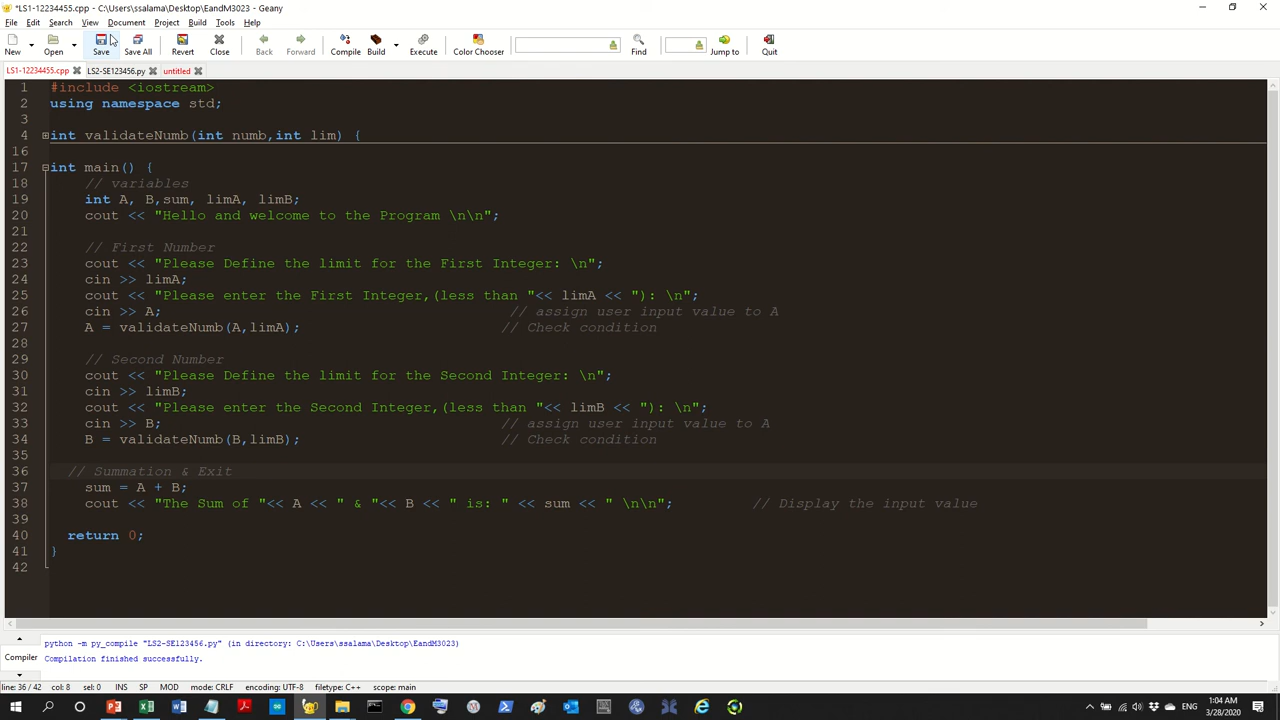 *LS1-12234455.cpp - C:\Users\ssalama\Desktop\EandM3023 - Geany
File Edit Search View Document Project Build Tools Help
New Open Save Save All Revert Close Back Forward Compile Build Execute Color Chooser Find Jump to Quit
LS1-12234455.cpp LS2-SE123456.py untitled
1 #include <iostream>
2 using namespace std;
3
4 int validateNumb(int numb,int lim) {
16
17 int main() {
18 // variables
19 int A, B,sum, limA, limB;
20 cout << "Hello and welcome to the Program \n\n";
21
22 // First Number
23 cout << "Please Define the limit for the First Integer: \n";
24 cin >> limA;
25 cout << "Please enter the First Integer,(less than "<< limA << "): \n";
26 cin >> A; // assign user input value to A
27 A = validateNumb(A,limA); // Check condition
28
29 // Second Number
30 cout << "Please Define the limit for the Second Integer: \n";
31 cin >> limB;
32 cout << "Please enter the Second Integer,(less than "<< limB << "): \n";
33 cin >> B; // assign user input value to A
34 B = validateNumb(B,limB); // Check condition
35
36 // Summation & Exit
37 sum = A + B;
38 cout << "The Sum of "<< A << " & "<< B << " is: " << sum << " \n\n"; // Display the input value
39
40 return 0;
41 }
42
python -m py_compile "LS2-SE123456.py" (in directory: C:\Users\ssalama\Desktop\EandM3023)
Compiler Compilation finished successfully.
line: 36 / 42 col: 8 sel: 0 INS SP MOD mode: CRLF encoding: UTF-8 filetype: C++ scope: main
ENG 1:04 AM
3/28/2020